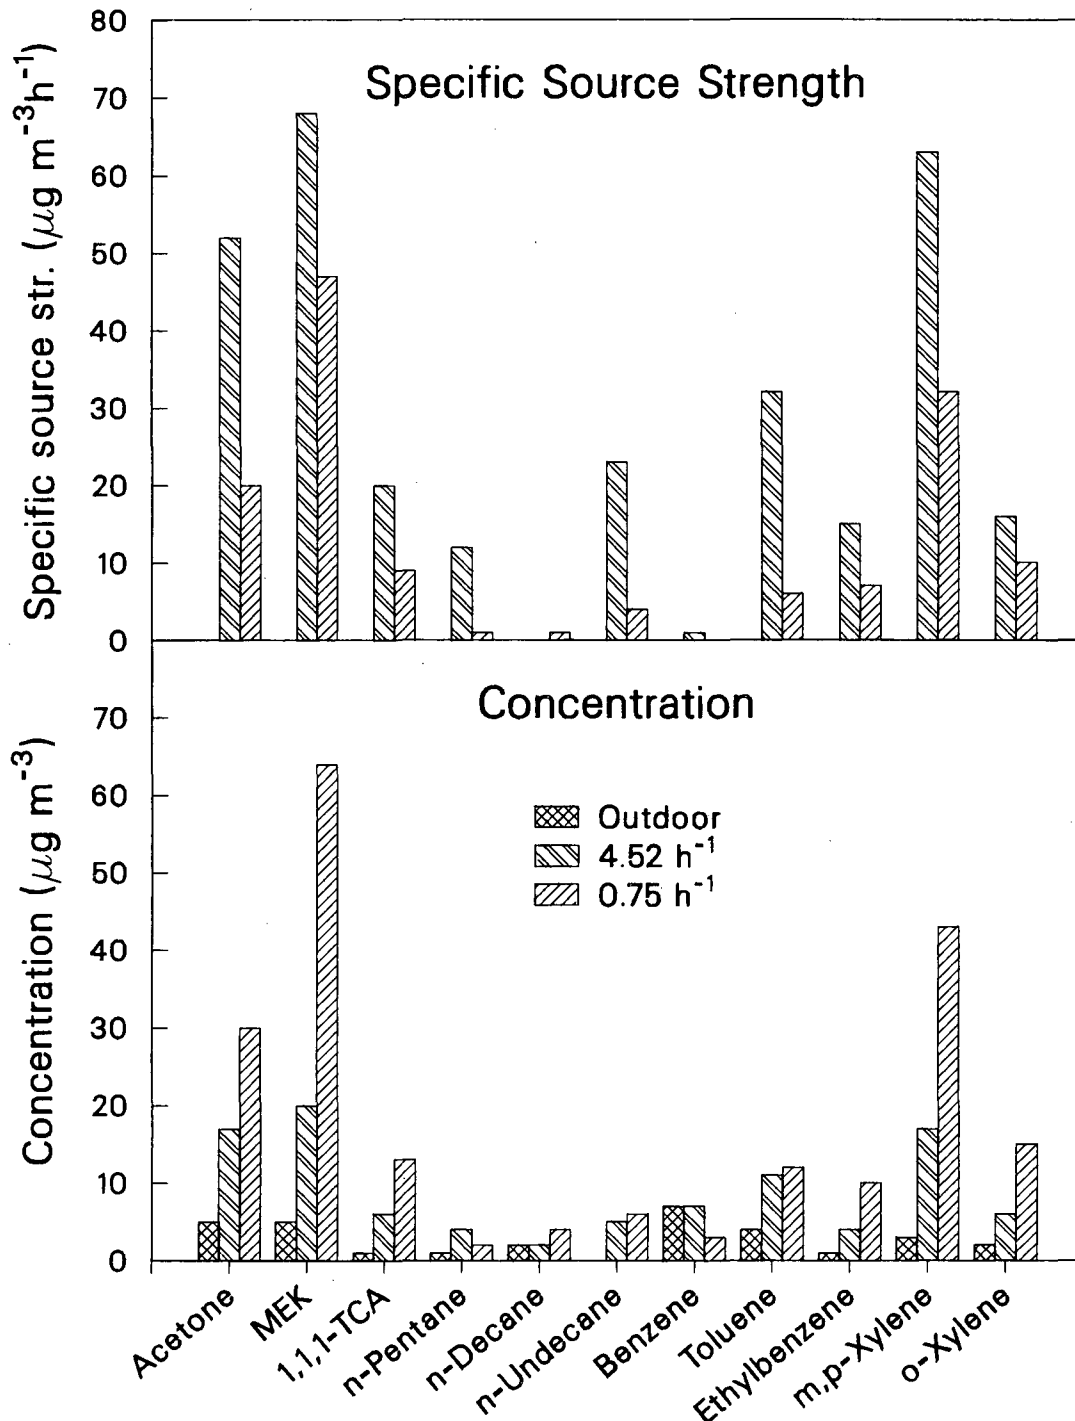 Specific Source Strength
Specific source str. (μg m⁻³h⁻¹)
80
70
60
50
40
30
20
10
0
Concentration
Concentration (μg m⁻³)
70
60
50
40
30
20
10
0
Outdoor
4.52 h⁻¹
0.75 h⁻¹
Acetone
MEK
1,1,1-TCA
n-Pentane
n-Decane
n-Undecane
Benzene
Toluene
Ethylbenzene
m,p-Xylene
o-Xylene